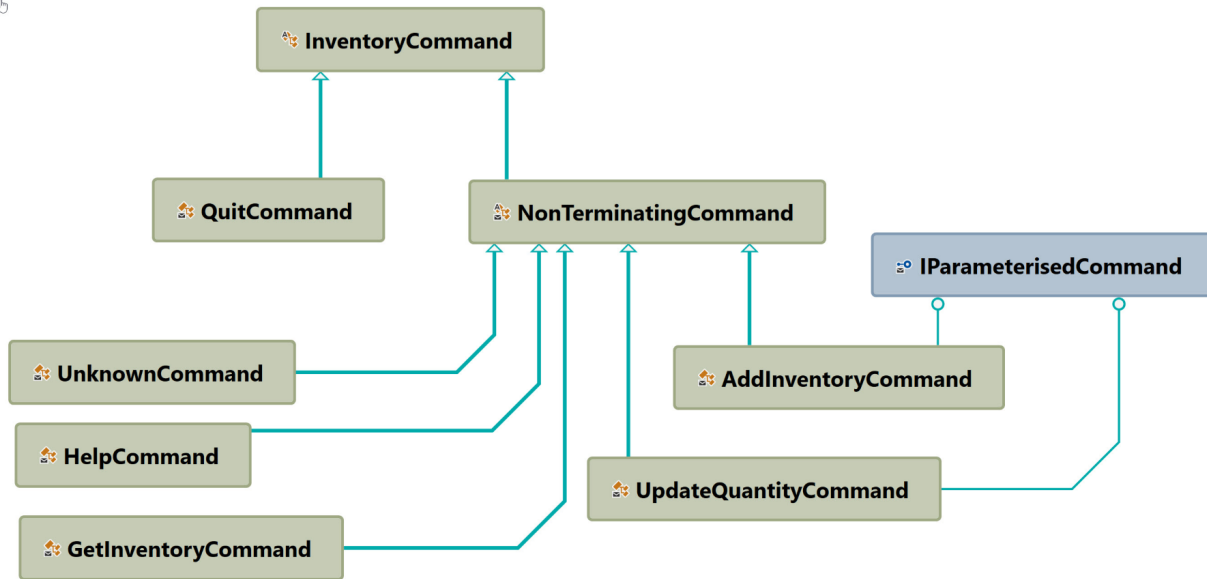 InventoryCommand
QuitCommand
NonTerminatingCommand
IParameterisedCommand
UnknownCommand
AddInventoryCommand
HelpCommand
UpdateQuantityCommand
GetInventoryCommand